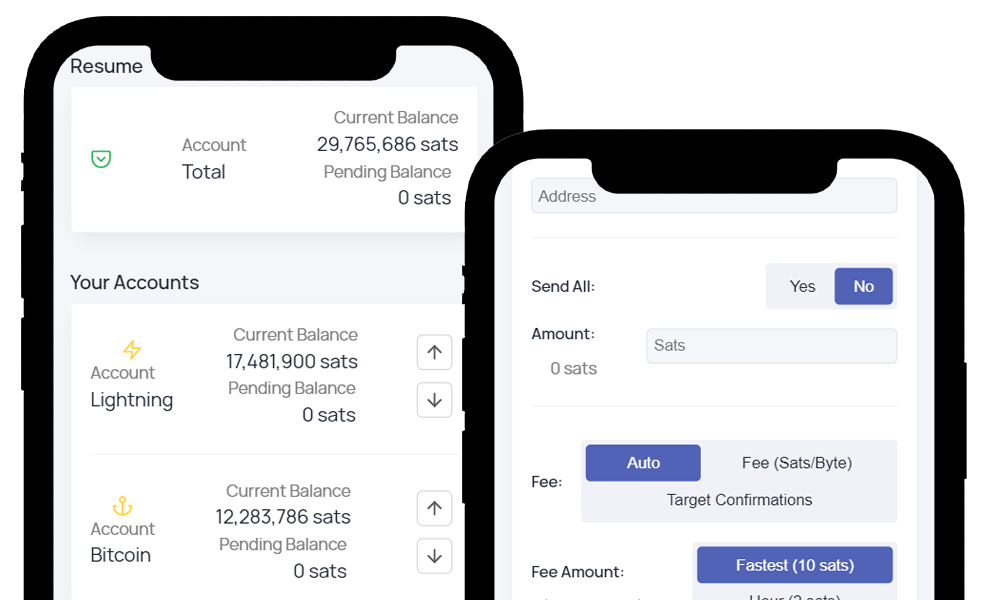 Resume
Current Balance
Account
29,765,686 sats
Total
Pending Balance
0 sats
Your Accounts
Current Balance
17,481,900 sats
Account
Pending Balance
Lightning
0 sats
Current Balance
12,283,786 sats
Account
Pending Balance
Bitcoin
0 sats
Address
Send All:
Yes
No
Amount:
Sats
0 sats
Fee:
Auto
Fee (Sats/Byte)
Target Confirmations
Fee Amount:
Fastest (10 sats)